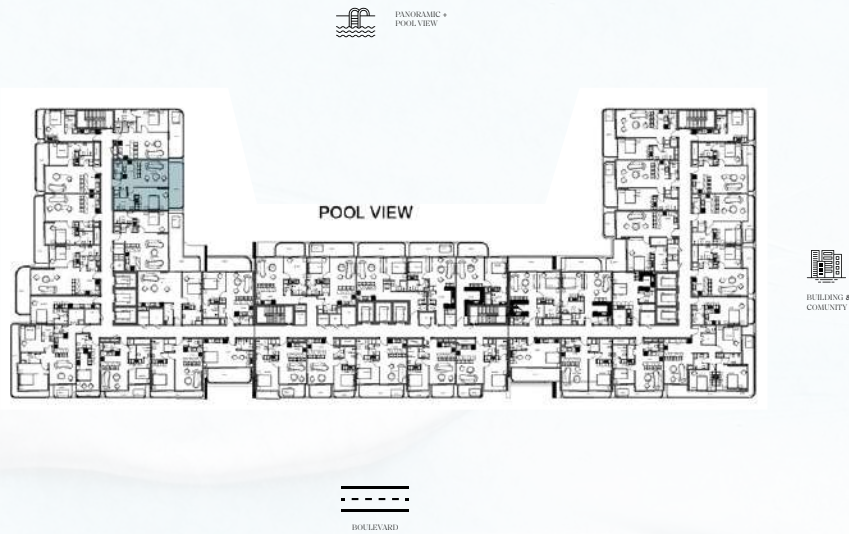 PANORAMIC +
POOL VIEW
POOL VIEW
BUILDING &
COMUNITY
BOULEVARD